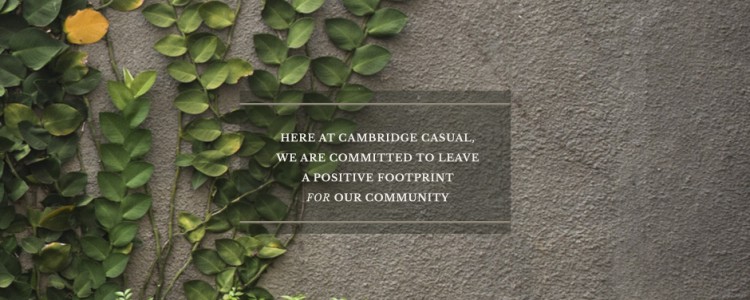 HERE AT CAMBRIDGE CASUAL,
WE ARE COMMITTED TO LEAVE
A POSITIVE FOOTPRINT
FOR OUR COMMUNITY